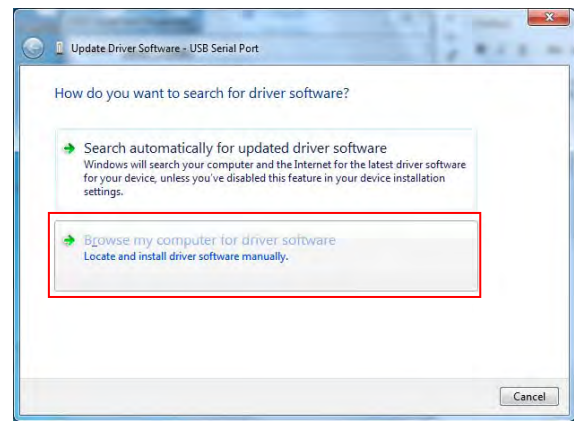 Update Driver Software - USB Serial Port
How do you want to search for driver software?
Search automatically for updated driver software
Windows will search your computer and the Internet for the latest driver software
for your device, unless you've disabled this feature in your device installation
settings.
Browse my computer for driver software
Locate and install driver software manually.
Cancel